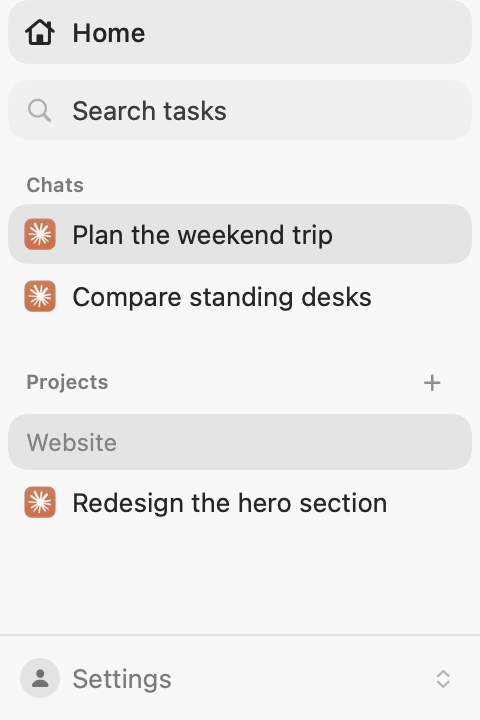 Home
Search tasks
Chats
Plan the weekend trip
Compare standing desks
Projects
Website
Redesign the hero section
Settings